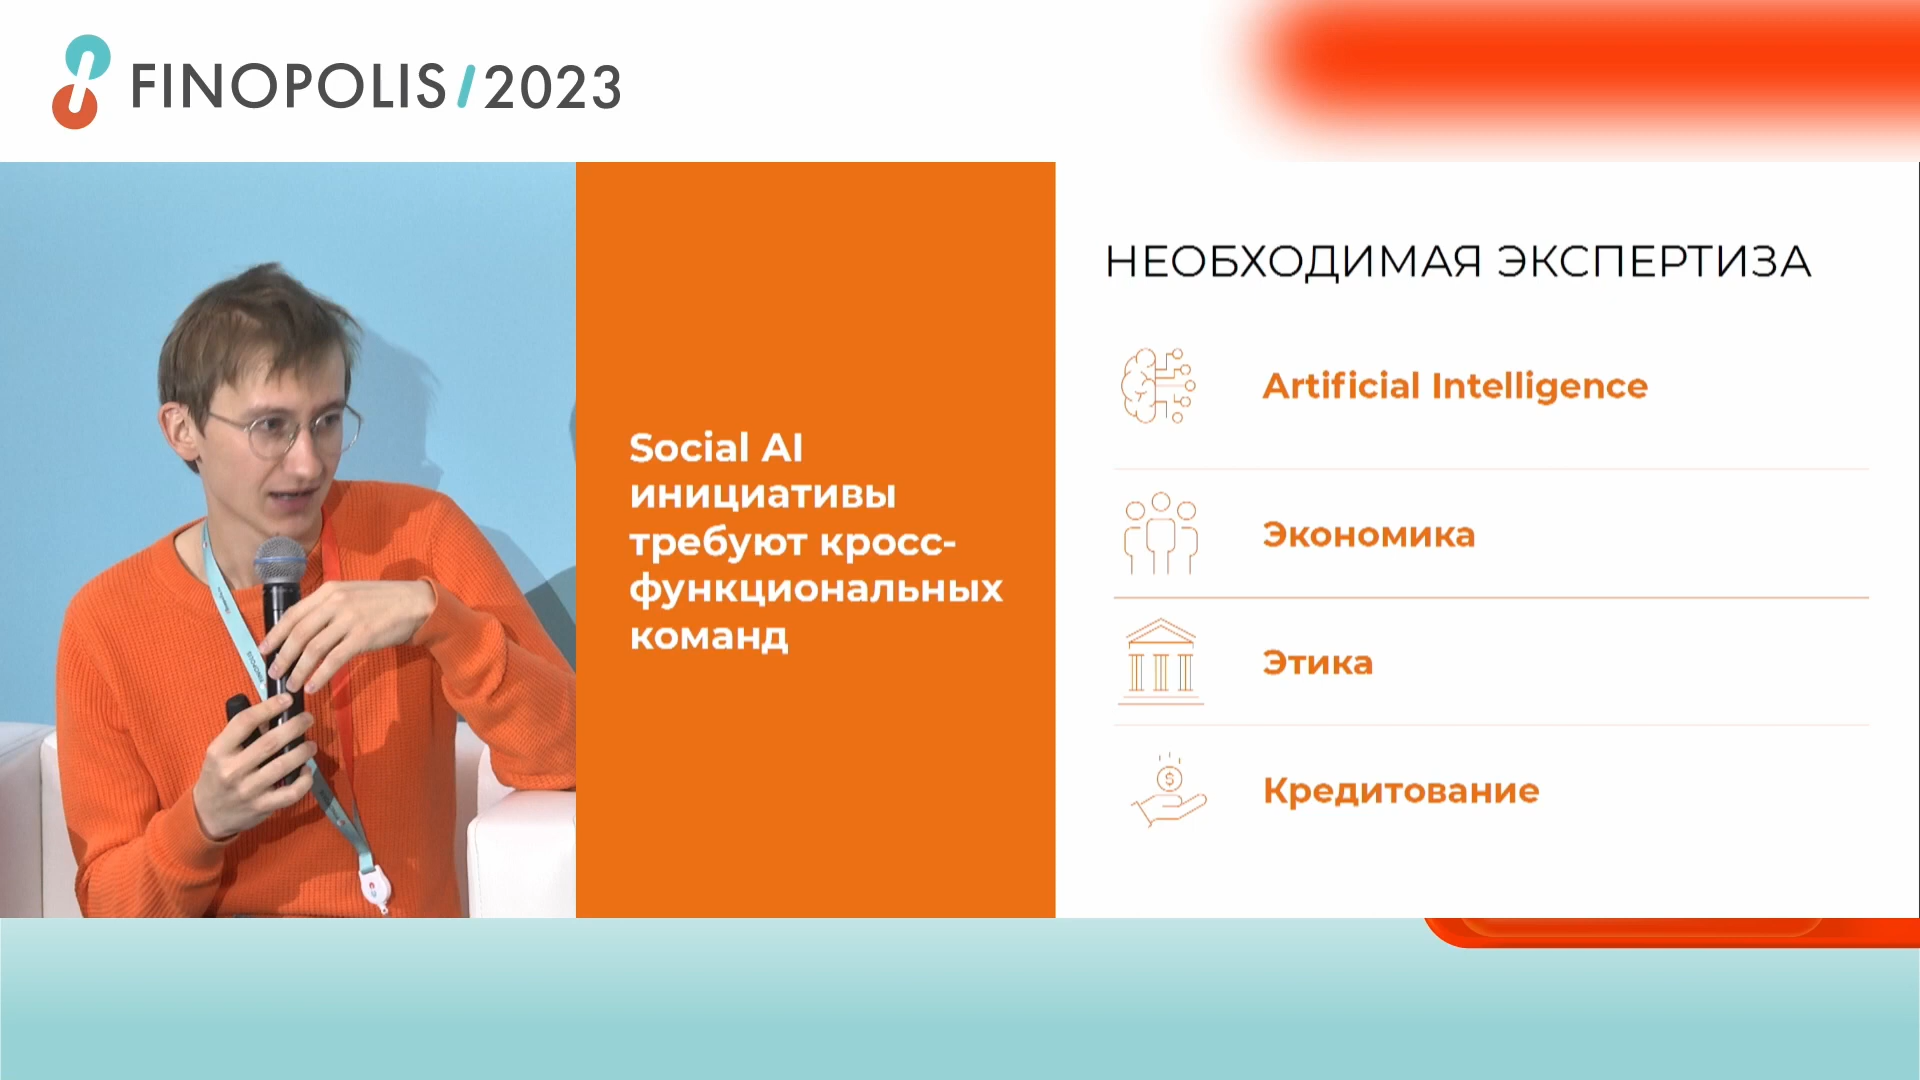 FINOPOLIS/2023
Social AI
инициативы
требуют кросс-
функциональных
команд
НЕОБХОДИМАЯ ЭКСПЕРТИЗА
Artificial Intelligence
Экономика
Этика
Кредитование